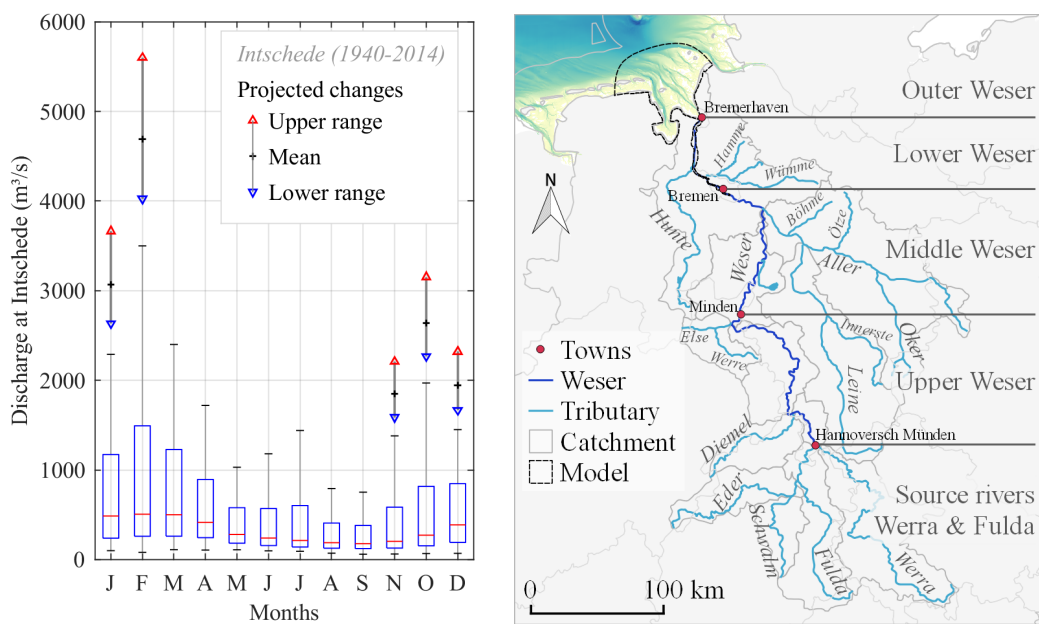 6000
5000
4000
3000
2000
1000
0
Discharge at Intschede (m³/s)
Intschede (1940-2014)
Projected changes
Upper range
Mean
Lower range
J F M A M J J A S N O D
Months
Outer Weser
Bremerhaven
Lower Weser
Hamme
Wümme
N
Bremen
Böhme
Ötze
Hunte
Middle Weser
Weser
Aller
Minden
Innerste
Else
Oker
Werre
Towns
Weser
Tributary
Catchment
Model
Leine
Upper Weser
Hannoversch Münden
Diemel
Eder
Source rivers
Werra & Fulda
Schwalm
Fulda
Werra
0 100 km